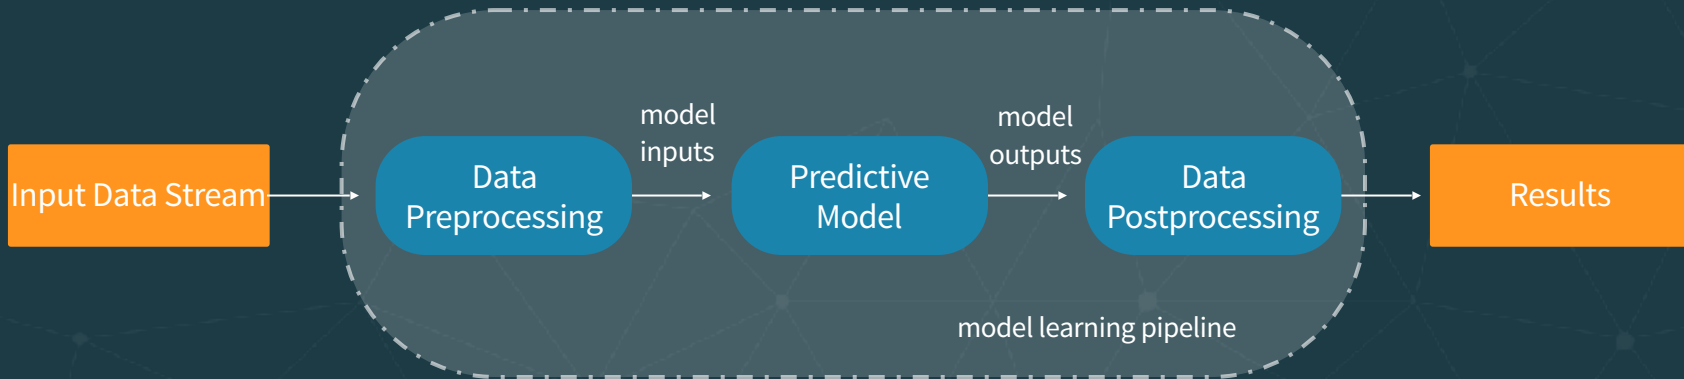 Input Data Stream
Data
Preprocessing
model
inputs
Predictive
Model
model
outputs
Data
Postprocessing
Results
model learning pipeline